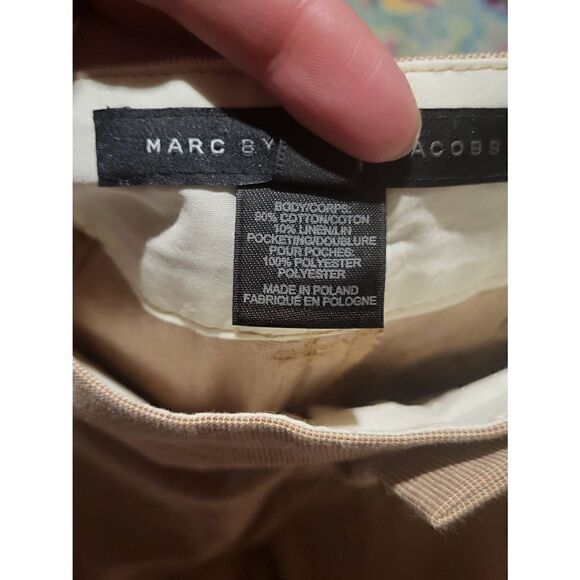 MARC BY ACOBS
BODY/CORPS:
90% COTTON/COTON
10% LINEN/LIN
POCKETING/DOUBLURE
POUR POCHES:
100% POLYESTER
POLYESTER
MADE IN POLAND
FABRIQUÉ EN POLOGNE